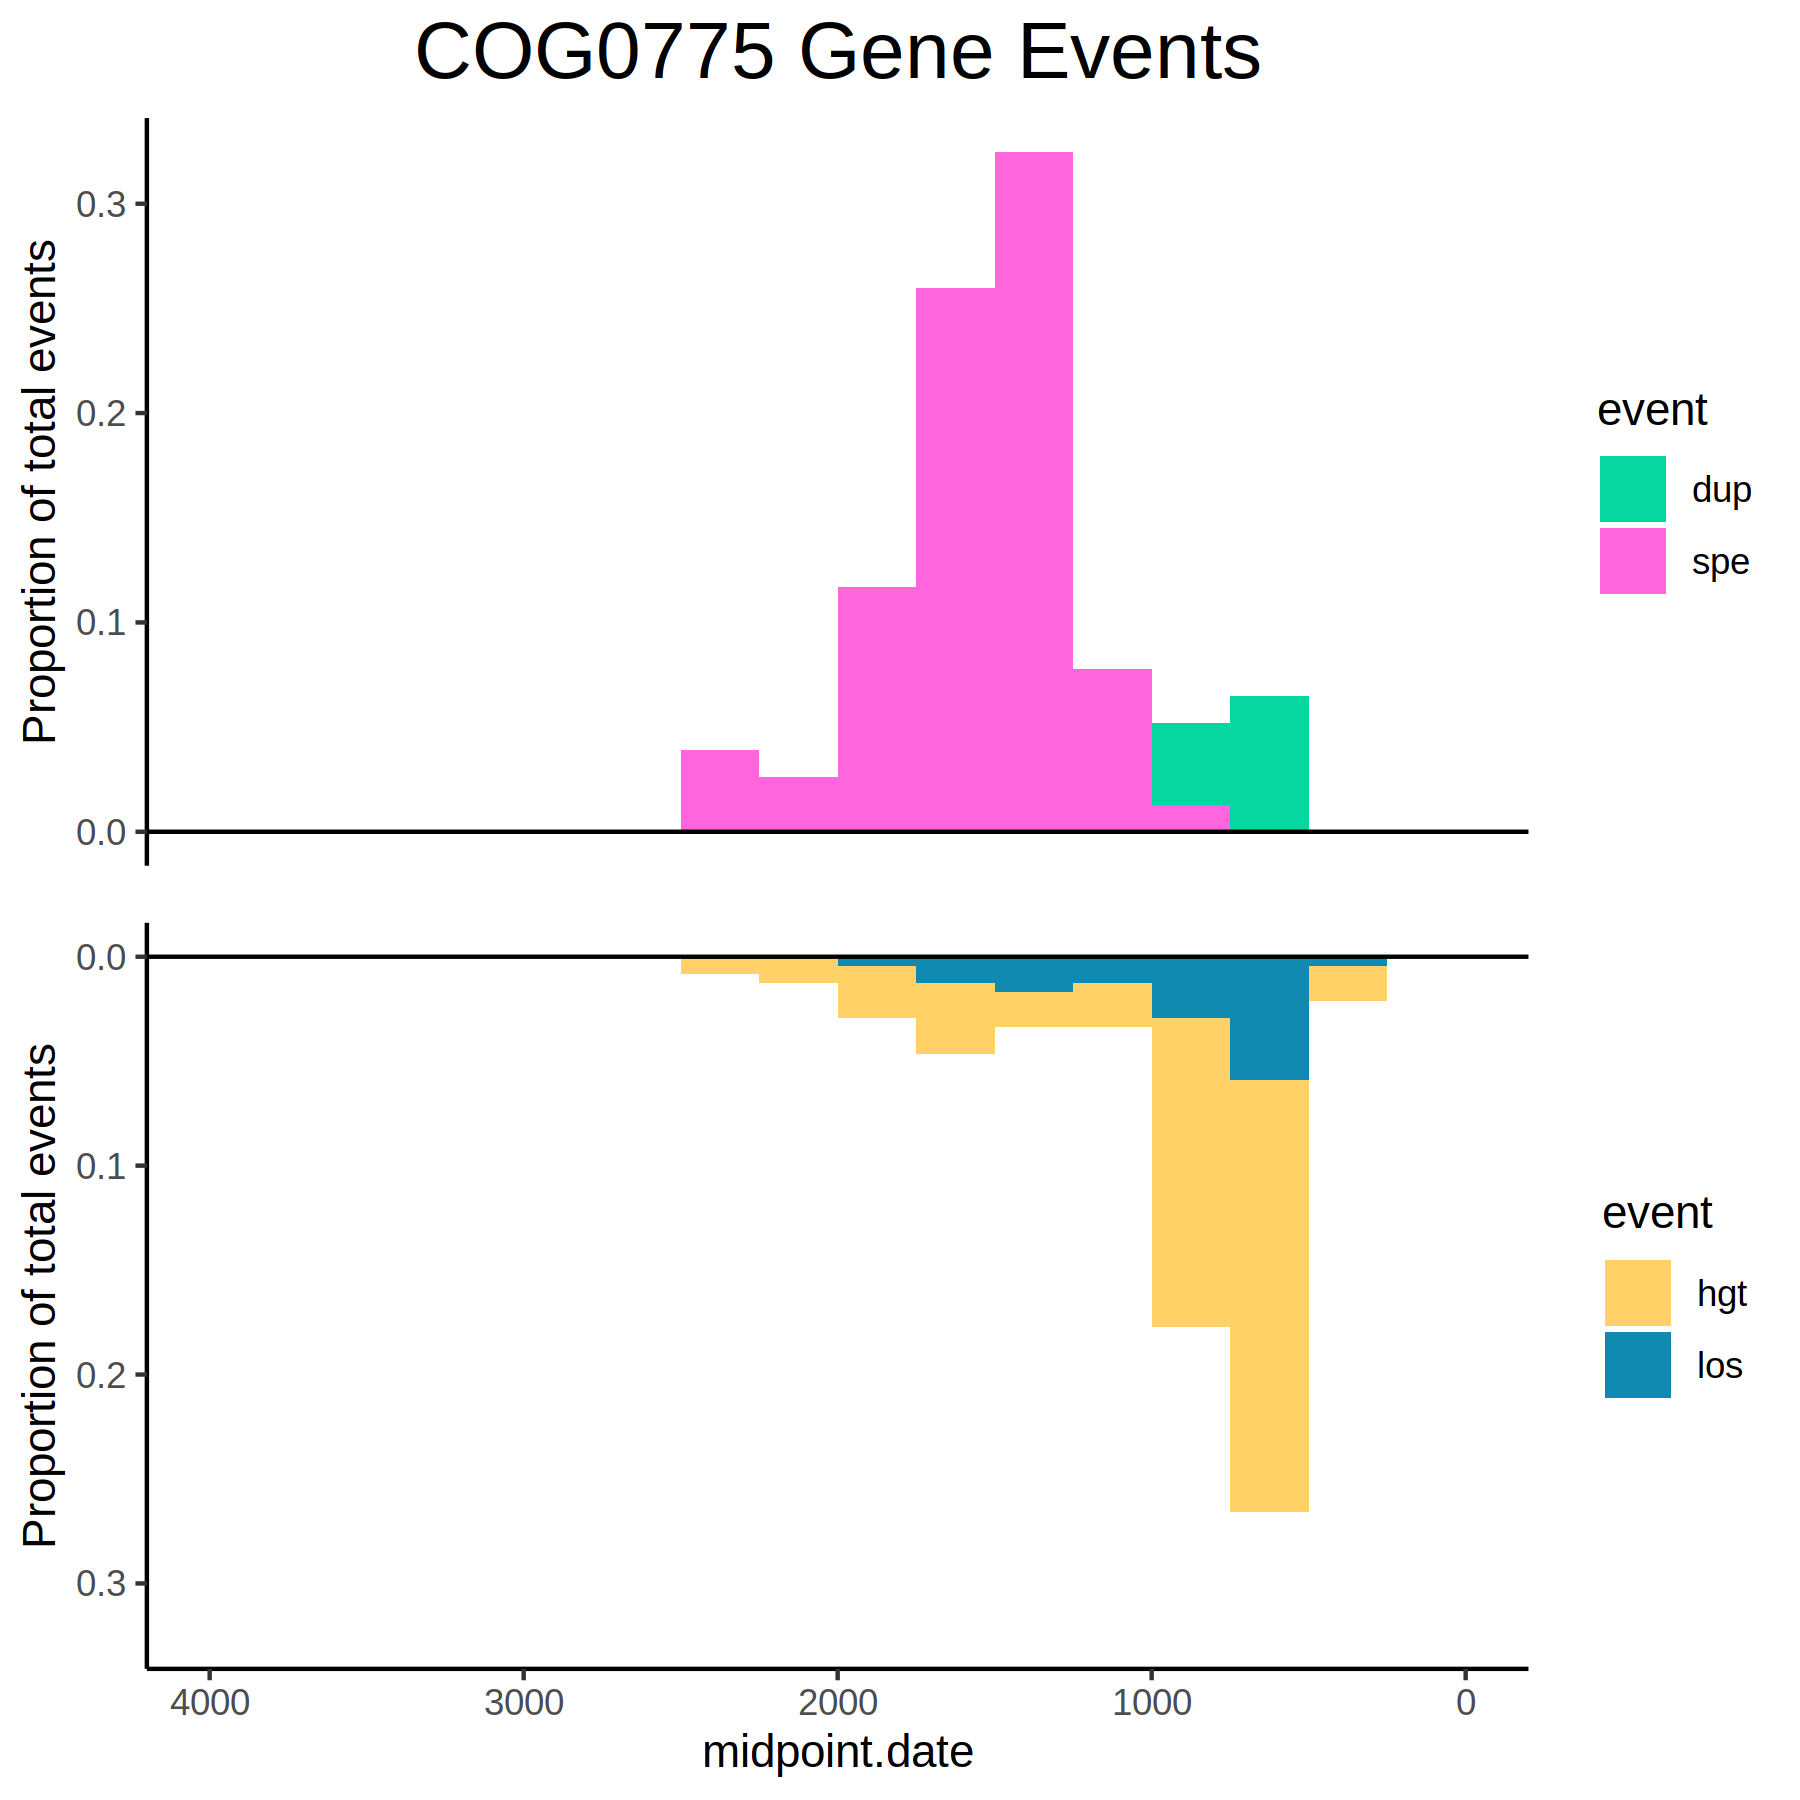 COG0775 Gene Events
Proportion of total events
0.3
0.2
0.1
0.0
event
dup
spe
Proportion of total events
0.0
0.1
0.2
0.3
event
hgt
los
4000 3000 2000 1000 0
midpoint.date